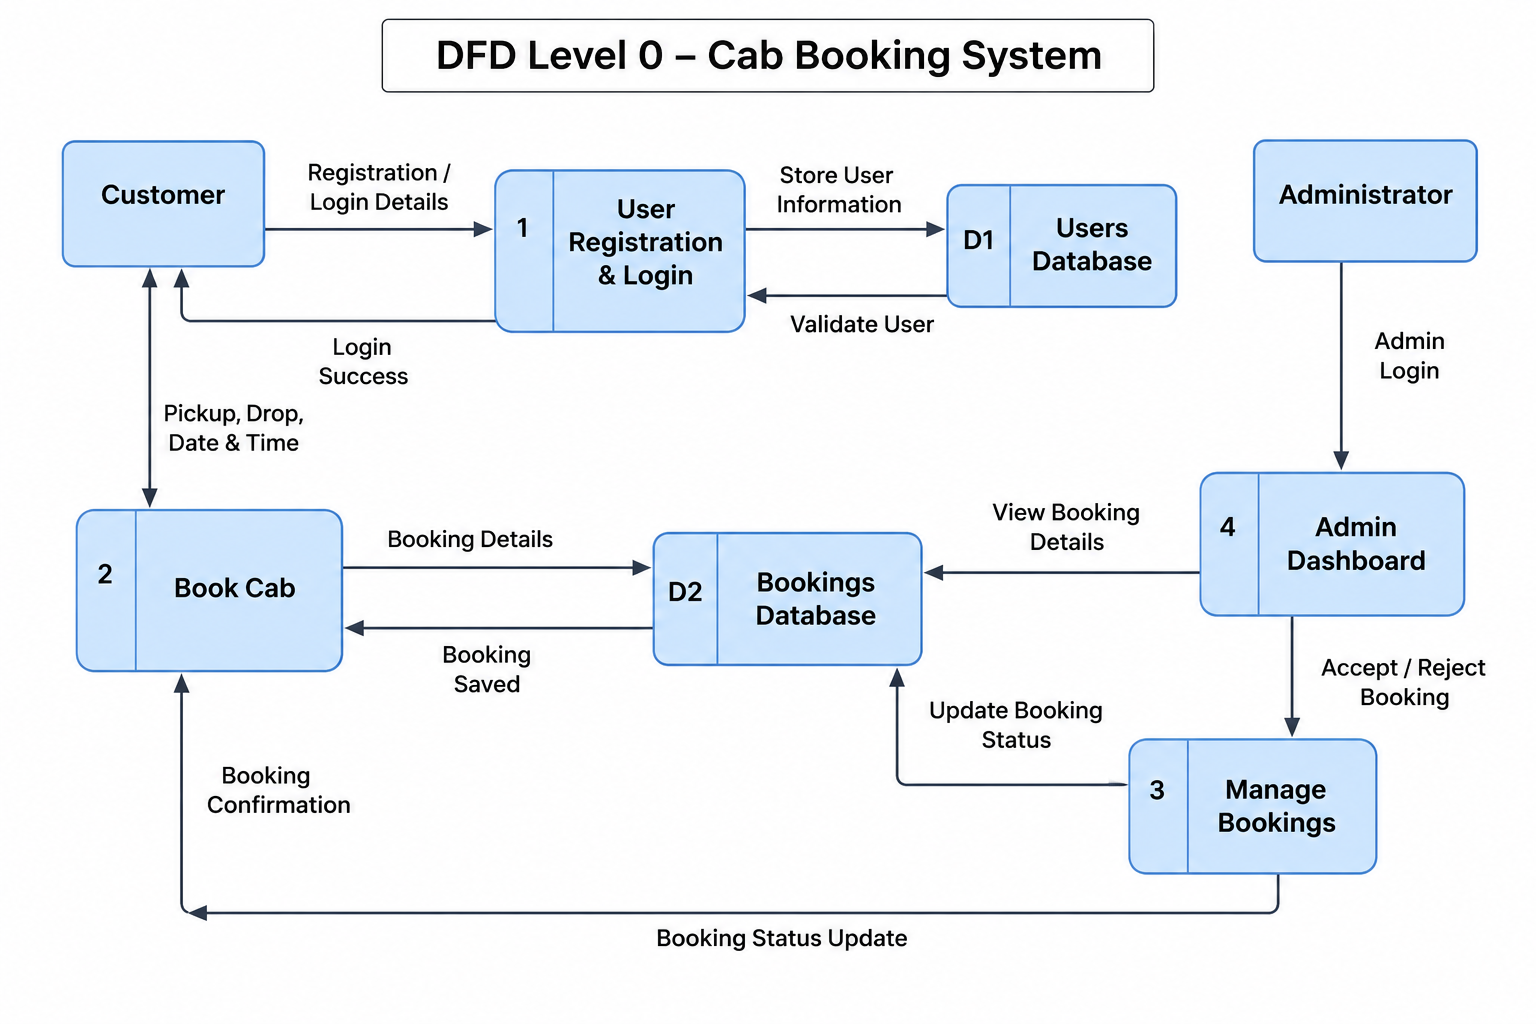 DFD Level 0 – Cab Booking System
Customer
Registration /
Login Details
1
User
Registration
& Login
Store User
Information
D1
Users
Database
Administrator
Validate User
Login
Success
Admin
Login
Pickup, Drop,
Date & Time
2
Book Cab
Booking Details
D2
Bookings
Database
View Booking
Details
4
Admin
Dashboard
Booking
Saved
Accept / Reject
Booking
Update Booking
Status
3
Manage
Bookings
Booking
Confirmation
Booking Status Update